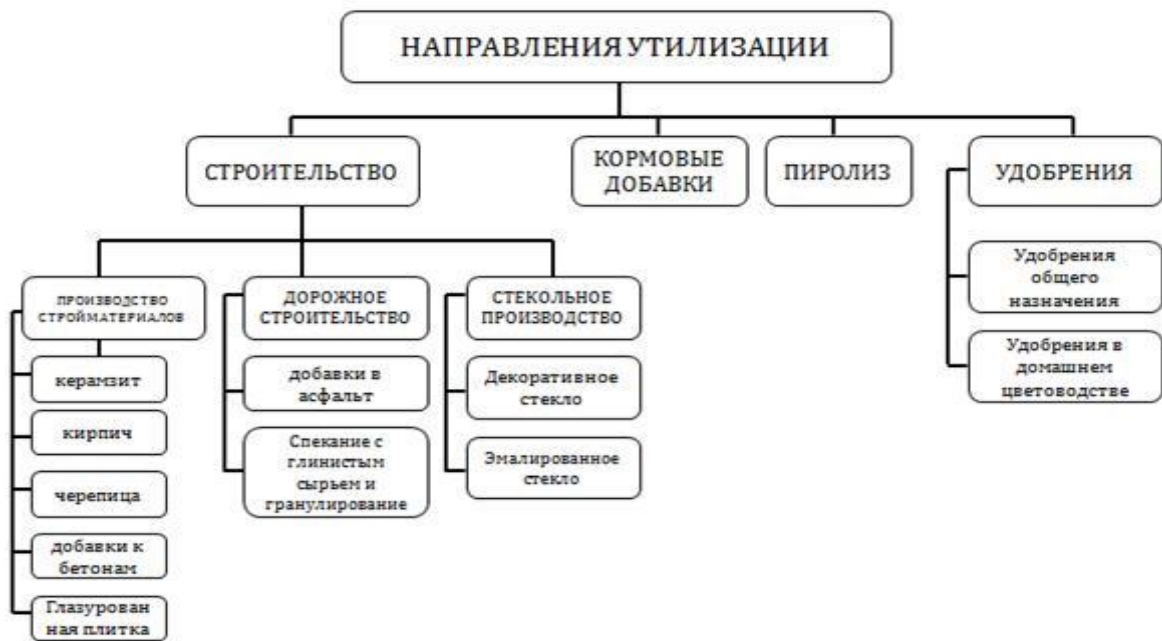 НАПРАВЛЕНИЯ УТИЛИЗАЦИИ
СТРОИТЕЛЬСТВО
КОРМОВЫЕ
ДОБАВКИ
ПИРОЛИЗ
УДОБРЕНИЯ
ПРОИЗВОДСТВО
СТРОЙМАТЕРИАЛОВ
керамзит
кирпич
черепица
добавки к
бетонам
Глазурован
ная плитка
ДОРОЖНОЕ
СТРОИТЕЛЬСТВО
добавки в
асфальт
Спекание с
глинистым
сырьем и
гранулирование
СТЕКОЛЬНОЕ
ПРОИЗВОДСТВО
Декоративное
стекло
Эмалированное
стекло
Удобрения
общего
назначения
Удобрения в
домашнем
цветоводстве